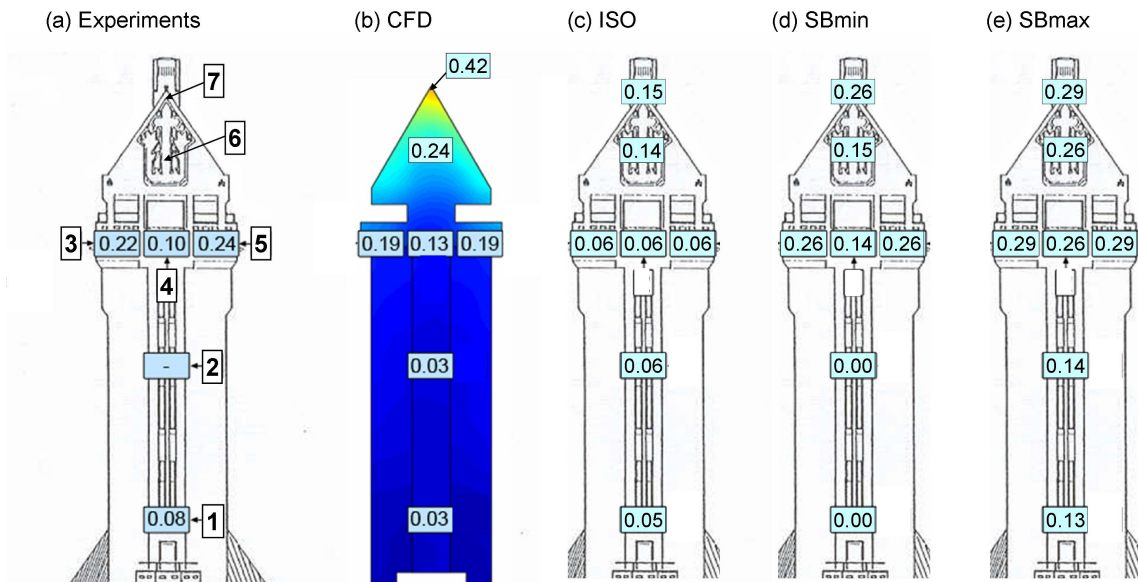 (a) Experiments (b) CFD (c) ISO (d) SBmin (e) SBmax
0.42
7 0.15 0.26 0.29
6 0.24 0.14 0.15 0.26
3 0.22 0.10 0.24 5 0.19 0.13 0.19 0.06 0.06 0.06 0.26 0.14 0.26 0.29 0.26 0.29
4
- 2 0.03 0.06 0.00 0.14
0.08 1 0.03 0.05 0.00 0.13